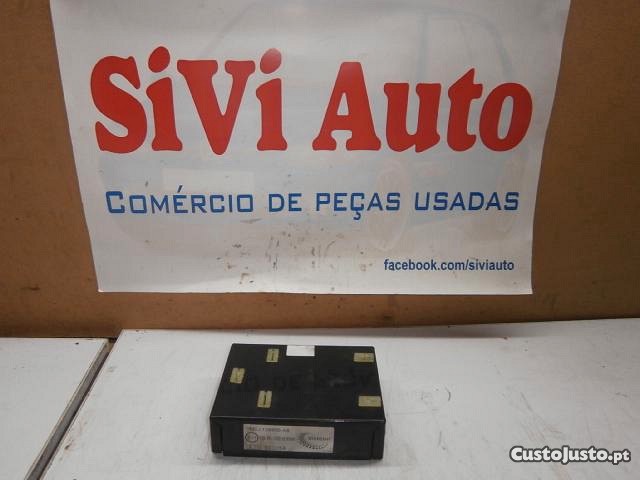 SiVi Auto
COMÉRCIO DE PEÇAS USADAS
facebook.com/siviauto
CustoJusto.pt